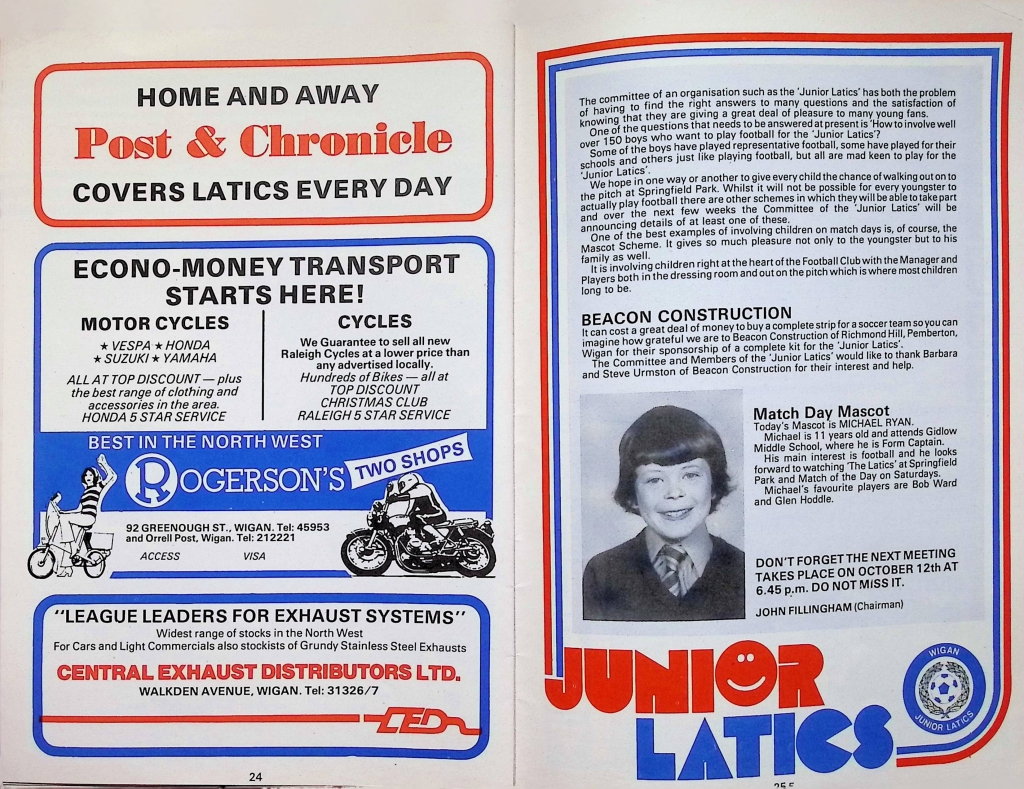 HOME AND AWAY
Post & Chronicle
COVERS LATICS EVERY DAY
ECONO-MONEY TRANSPORT
STARTS HERE!
MOTOR CYCLES
★ VESPA ★ HONDA
★ SUZUKI ★ YAMAHA
ALL AT TOP DISCOUNT — plus
the best range of clothing and
accessories in the area.
HONDA 5 STAR SERVICE
CYCLES
We Guarantee to sell all new
Raleigh Cycles at a lower price than
any advertised locally.
Hundreds of Bikes — all at
TOP DISCOUNT
CHRISTMAS CLUB
RALEIGH 5 STAR SERVICE
BEST IN THE NORTH WEST
ROGERSON'S
TWO SHOPS
92 GREENOUGH ST., WIGAN. Tel: 45953
and Orrell Post, Wigan. Tel: 212221
ACCESS VISA
"LEAGUE LEADERS FOR EXHAUST SYSTEMS"
Widest range of stocks in the North West
For Cars and Light Commercials also stockists of Grundy Stainless Steel Exhausts
CENTRAL EXHAUST DISTRIBUTORS LTD.
WALKDEN AVENUE, WIGAN. Tel: 31326/7
CED
24
The committee of an organisation such as the 'Junior Latics' has both the problem
of having to find the right answers to many questions and the satisfaction of
knowing that they are giving a great deal of pleasure to many young fans.
One of the questions that needs to be answered at present is 'How to involve well
over 150 boys who want to play football for the 'Junior Latics'?
Some of the boys have played representative football, some have played for their
schools and others just like playing football, but all are mad keen to play for the
'Junior Latics'.
We hope in one way or another to give every child the chance of walking out on to
the pitch at Springfield Park. Whilst it will not be possible for every youngster to
actually play football there are other schemes in which they will be able to take part
and over the next few weeks the Committee of the 'Junior Latics' will be
announcing details of at least one of these.
One of the best examples of involving children on match days is, of course, the
Mascot Scheme. It gives so much pleasure not only to the youngster but to his
family as well.
It is involving children right at the heart of the Football Club with the Manager and
Players both in the dressing room and out on the pitch which is where most children
long to be.
BEACON CONSTRUCTION
It can cost a great deal of money to buy a complete strip for a soccer team so you can
imagine how grateful we are to Beacon Construction of Richmond Hill, Pemberton,
Wigan for their sponsorship of a complete kit for the 'Junior Latics'.
The Committee and Members of the 'Junior Latics' would like to thank Barbara
and Steve Urmston of Beacon Construction for their interest and help.
Match Day Mascot
Today's Mascot is MICHAEL RYAN.
Michael is 11 years old and attends Gidlow
Middle School, where he is Form Captain.
His main interest is football and he looks
forward to watching 'The Latics' at Springfield
Park and Match of the Day on Saturdays.
Michael's favourite players are Bob Ward
and Glen Hoddle.
DON'T FORGET THE NEXT MEETING
TAKES PLACE ON OCTOBER 12th AT
6.45 p.m. DO NOT MISS IT.
JOHN FILLINGHAM (Chairman)
JUNIOR
LATICS
WIGAN
JUNIOR LATICS